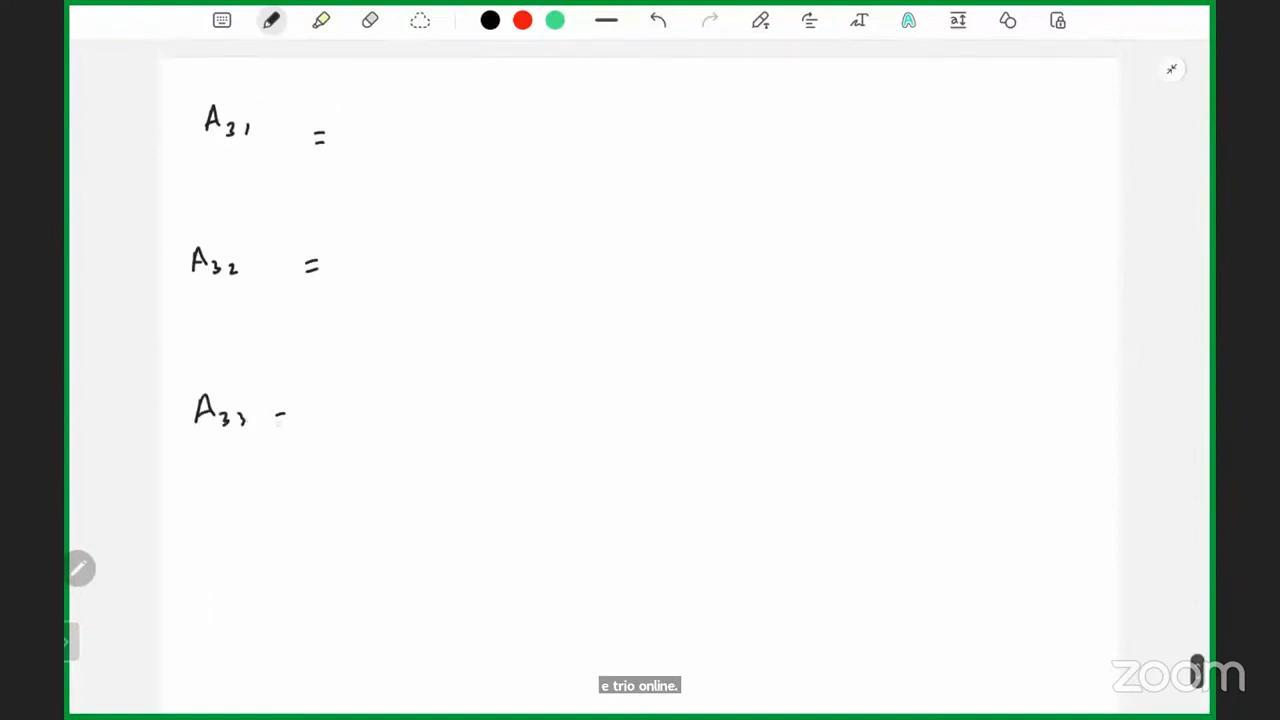 A31 =
A32 =
A33 =
e trio online.
zoom